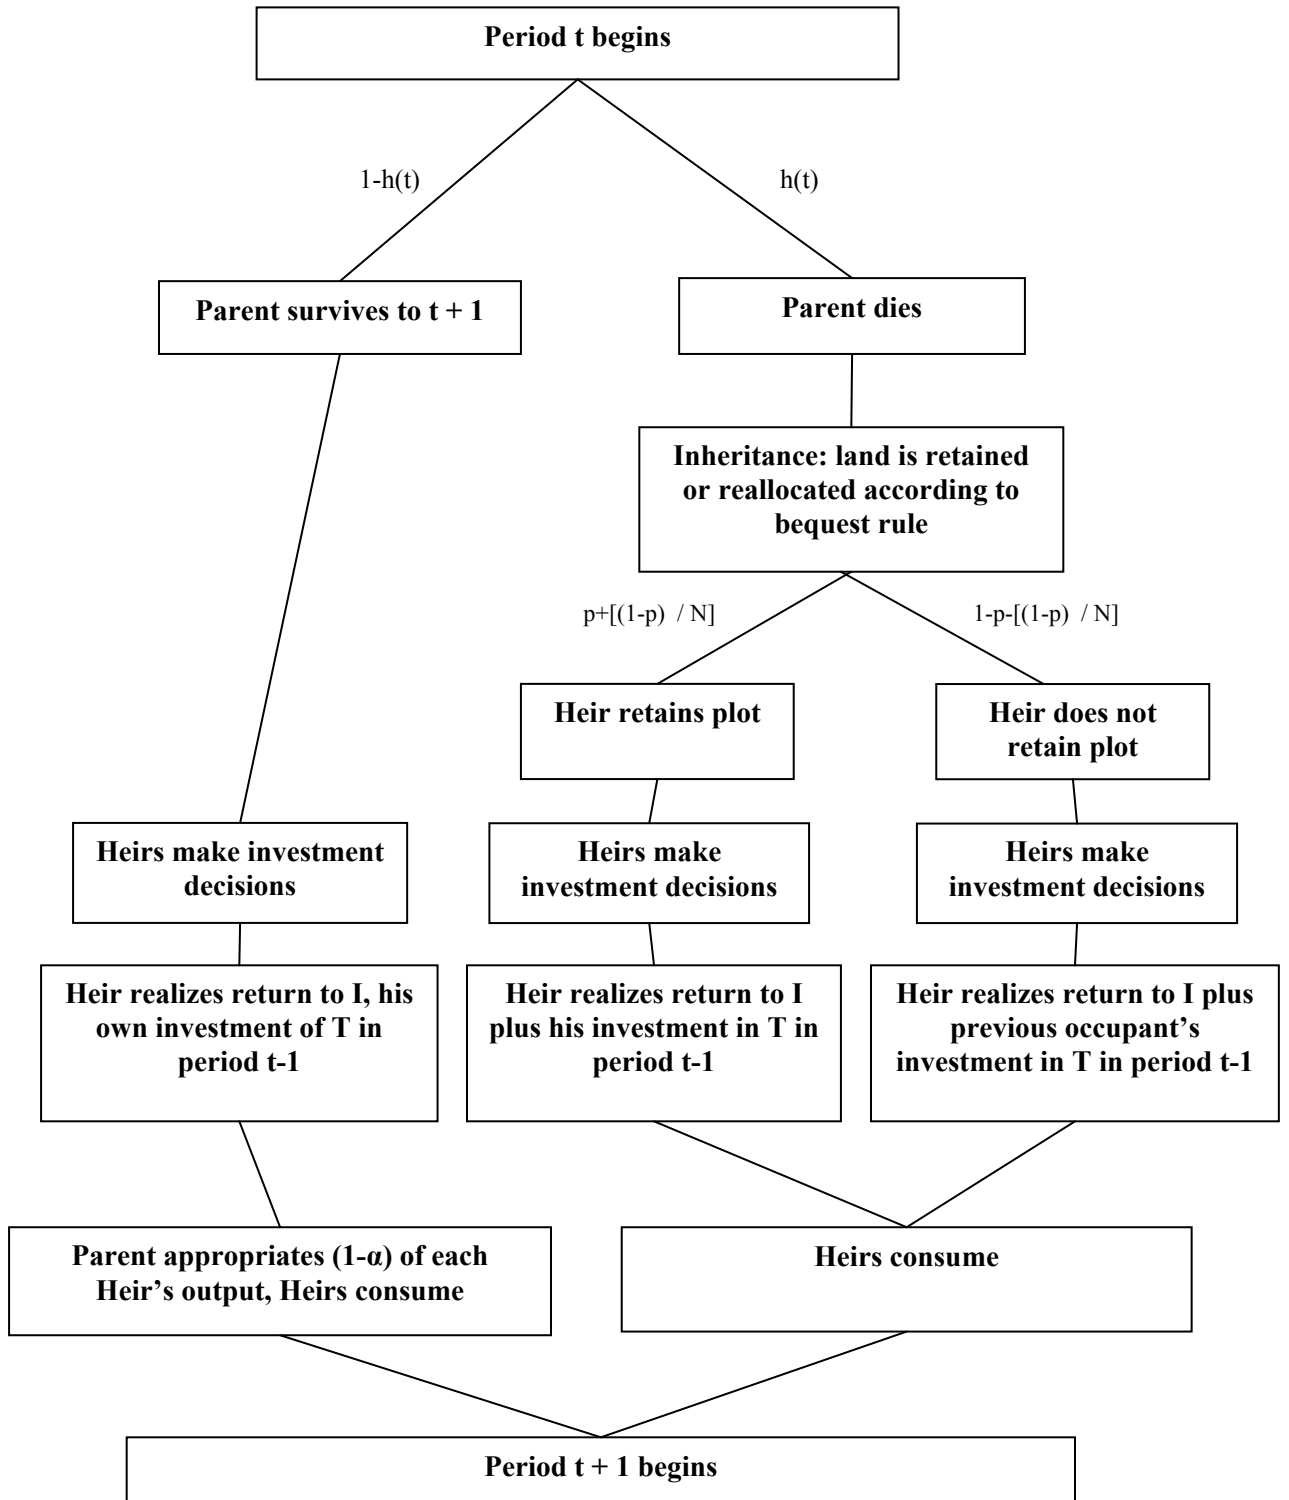 Period t begins
1-h(t)
h(t)
Parent survives to t + 1
Parent dies
Inheritance: land is retained
or reallocated according to
bequest rule
p+[(1-p) / N]
1-p-[(1-p) / N]
Heir retains plot
Heir does not
retain plot
Heirs make investment
decisions
Heirs make
investment decisions
Heirs make
investment decisions
Heir realizes return to I, his
own investment of T in
period t-1
Heir realizes return to I
plus his investment in T in
period t-1
Heir realizes return to I plus
previous occupant’s
investment in T in period t-1
Parent appropriates (1-α) of each
Heir’s output, Heirs consume
Heirs consume
Period t + 1 begins